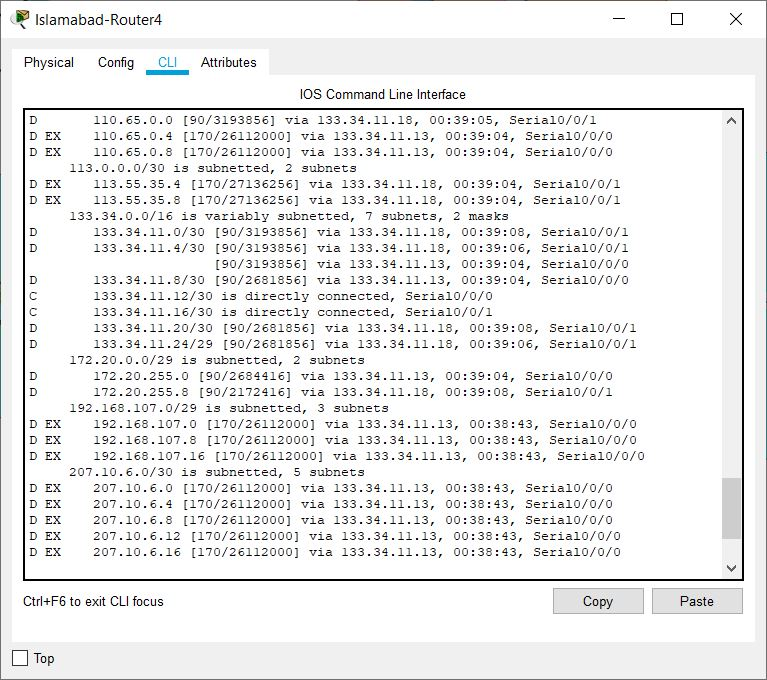 Islamabad-Router4
Physical Config CLI Attributes
IOS Command Line Interface
D       110.65.0.0 [90/3193856] via 133.34.11.18, 00:39:05, Serial0/0/1
D EX    110.65.0.4 [170/26112000] via 133.34.11.13, 00:39:04, Serial0/0/0
D EX    110.65.0.8 [170/26112000] via 133.34.11.13, 00:39:04, Serial0/0/0
     113.0.0.0/30 is subnetted, 2 subnets
D EX    113.55.35.4 [170/27136256] via 133.34.11.18, 00:39:04, Serial0/0/1
D EX    113.55.35.8 [170/27136256] via 133.34.11.18, 00:39:04, Serial0/0/1
     133.34.0.0/16 is variably subnetted, 7 subnets, 2 masks
D       133.34.11.0/30 [90/3193856] via 133.34.11.18, 00:39:08, Serial0/0/1
D       133.34.11.4/30 [90/3193856] via 133.34.11.18, 00:39:06, Serial0/0/1
                       [90/3193856] via 133.34.11.13, 00:39:04, Serial0/0/0
D       133.34.11.8/30 [90/2681856] via 133.34.11.13, 00:39:04, Serial0/0/0
C       133.34.11.12/30 is directly connected, Serial0/0/0
C       133.34.11.16/30 is directly connected, Serial0/0/1
D       133.34.11.20/30 [90/2681856] via 133.34.11.18, 00:39:08, Serial0/0/1
D       133.34.11.24/29 [90/2681856] via 133.34.11.18, 00:39:06, Serial0/0/1
     172.20.0.0/29 is subnetted, 2 subnets
D       172.20.255.0 [90/2684416] via 133.34.11.13, 00:39:04, Serial0/0/0
D       172.20.255.8 [90/2172416] via 133.34.11.18, 00:39:08, Serial0/0/1
     192.168.107.0/29 is subnetted, 3 subnets
D EX    192.168.107.0 [170/26112000] via 133.34.11.13, 00:38:43, Serial0/0/0
D EX    192.168.107.8 [170/26112000] via 133.34.11.13, 00:38:43, Serial0/0/0
D EX    192.168.107.16 [170/26112000] via 133.34.11.13, 00:38:43, Serial0/0/0
     207.10.6.0/30 is subnetted, 5 subnets
D EX    207.10.6.0 [170/26112000] via 133.34.11.13, 00:38:43, Serial0/0/0
D EX    207.10.6.4 [170/26112000] via 133.34.11.13, 00:38:43, Serial0/0/0
D EX    207.10.6.8 [170/26112000] via 133.34.11.13, 00:38:43, Serial0/0/0
D EX    207.10.6.12 [170/26112000] via 133.34.11.13, 00:38:43, Serial0/0/0
D EX    207.10.6.16 [170/26112000] via 133.34.11.13, 00:38:43, Serial0/0/0
Ctrl+F6 to exit CLI focus Copy Paste
Top